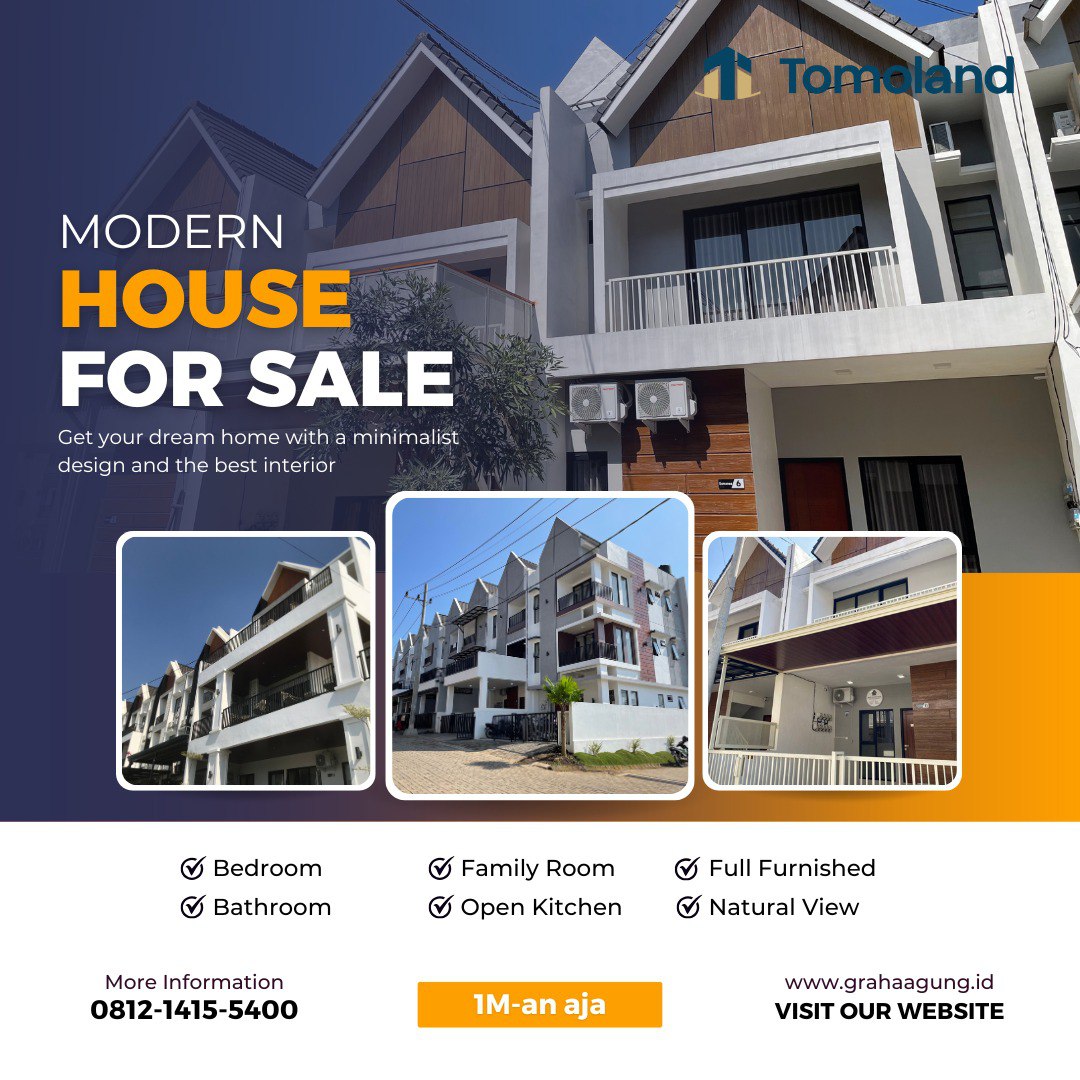 Tomoland
MODERN
HOUSE
FOR SALE
Get your dream home with a minimalist
design and the best interior
6
Bedroom
Family Room
Full Furnished
Bathroom
Open Kitchen
Natural View
More Information
0812-1415-5400
1M-an aja
www.grahaagung.id
VISIT OUR WEBSITE